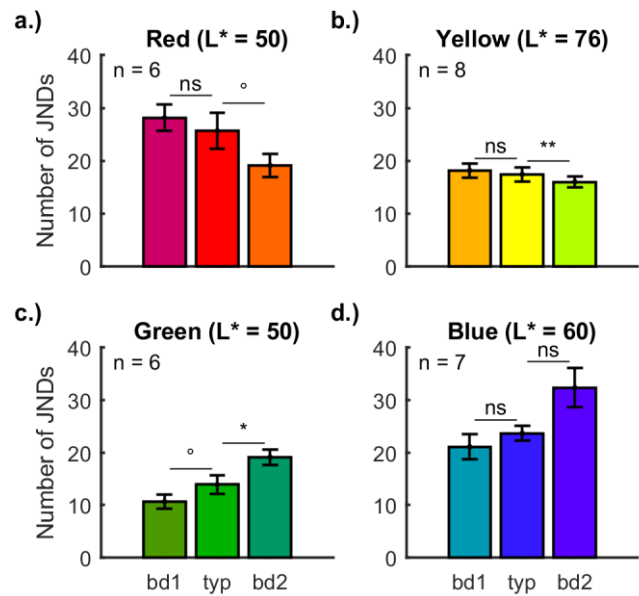 a.)
Red (L* = 50)
n = 6
ns
°
Number of JNDs
40
30
20
10
0
b.)
Yellow (L* = 76)
n = 8
ns
**
40
30
20
10
0
c.)
Green (L* = 50)
n = 6
°
*
Number of JNDs
40
30
20
10
0
bd1 typ bd2
d.)
Blue (L* = 60)
n = 7
ns
ns
40
30
20
10
0
bd1 typ bd2